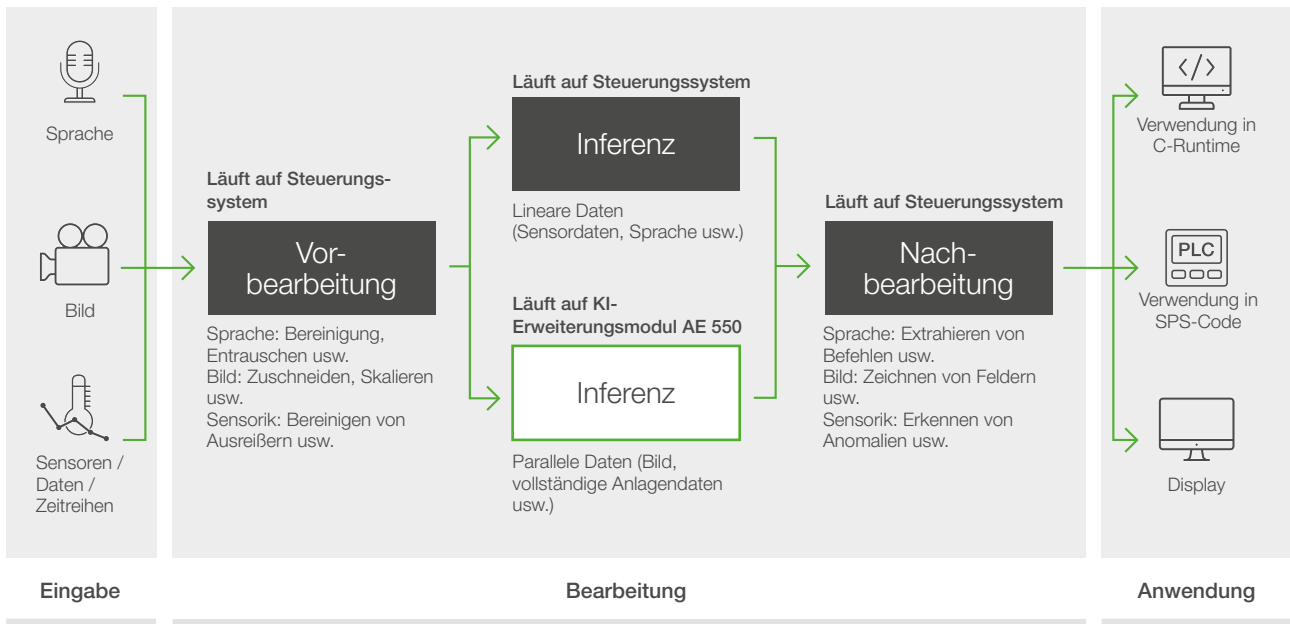 Sprache
Bild
Sensoren /
Daten /
Zeitreihen
Läuft auf Steuerungs-
system
Vor-
bearbeitung
Sprache: Bereinigung,
Entrauschen usw.
Bild: Zuschneiden, Skalieren
usw.
Sensorik: Bereinigen von
Ausreißern usw.
Läuft auf Steuerungssystem
Inferenz
Lineare Daten
(Sensordaten, Sprache usw.)
Läuft auf KI-
Erweiterungsmodul AE 550
Inferenz
Parallele Daten (Bild,
vollständige Anlagendaten
usw.)
Läuft auf Steuerungssystem
Nach-
bearbeitung
Sprache: Extrahieren von
Befehlen usw.
Bild: Zeichnen von Feldern
usw.
Sensorik: Erkennen von
Anomalien usw.
</>
Verwendung in
C-Runtime
PLC
Verwendung in
SPS-Code
Display
Eingabe
Bearbeitung
Anwendung